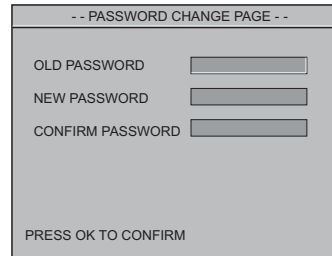 - - PASSWORD CHANGE PAGE - -
OLD PASSWORD
NEW PASSWORD
CONFIRM PASSWORD
PRESS OK TO CONFIRM